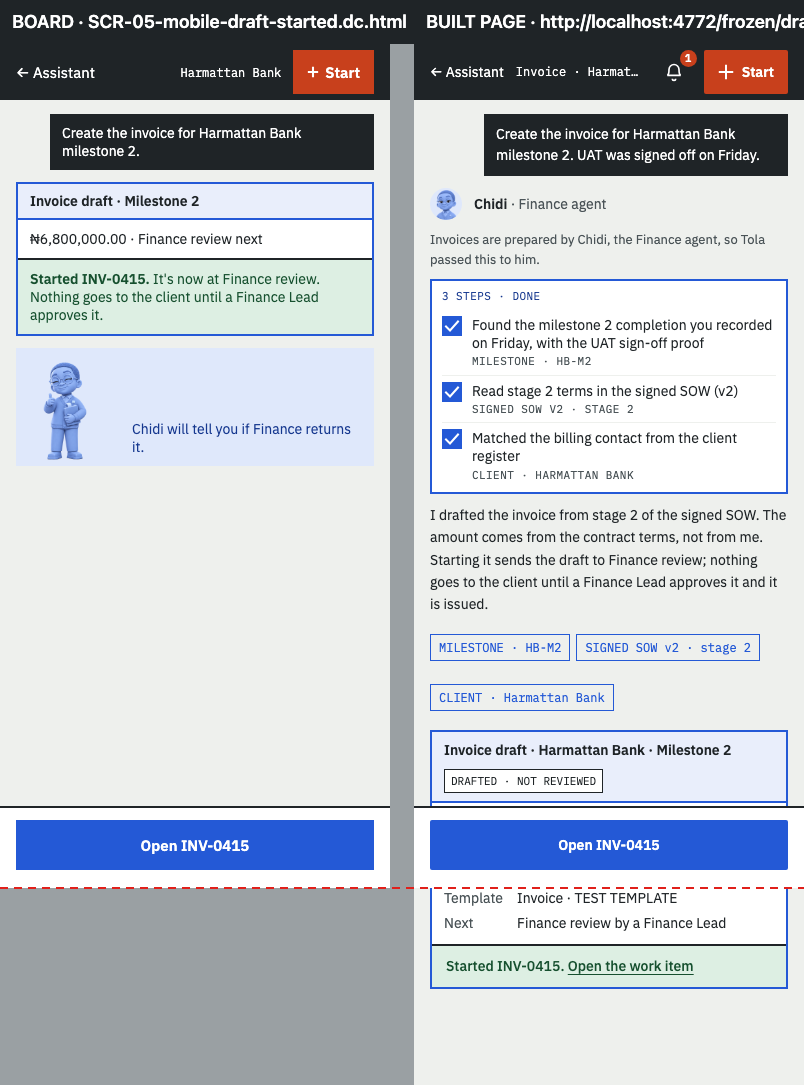 BOARD · SCR-05-mobile-draft-started.dc.html
← Assistant
Harmattan Bank
+ Start
Create the invoice for Harmattan Bank
milestone 2.
Invoice draft · Milestone 2
₦6,800,000.00 · Finance review next
Started INV-0415. It's now at Finance review.
Nothing goes to the client until a Finance Lead
approves it.
Chidi will tell you if Finance returns
it.
Open INV-0415
BUILT PAGE · http://localhost:4772/frozen/dra
← Assistant
Invoice · Harmat…
1
+ Start
Create the invoice for Harmattan Bank
milestone 2. UAT was signed off on Friday.
Chidi · Finance agent
Invoices are prepared by Chidi, the Finance agent, so Tola
passed this to him.
3 STEPS · DONE
Found the milestone 2 completion you recorded
on Friday, with the UAT sign-off proof
MILESTONE · HB-M2
Read stage 2 terms in the signed SOW (v2)
SIGNED SOW V2 · STAGE 2
Matched the billing contact from the client
register
CLIENT · HARMATTAN BANK
I drafted the invoice from stage 2 of the signed SOW. The
amount comes from the contract terms, not from me.
Starting it sends the draft to Finance review; nothing
goes to the client until a Finance Lead approves it and it
is issued.
MILESTONE · HB-M2
SIGNED SOW v2 · stage 2
CLIENT · Harmattan Bank
Invoice draft · Harmattan Bank · Milestone 2
DRAFTED · NOT REVIEWED
Open INV-0415
Template Invoice · TEST TEMPLATE
Next Finance review by a Finance Lead
Started INV-0415. Open the work item